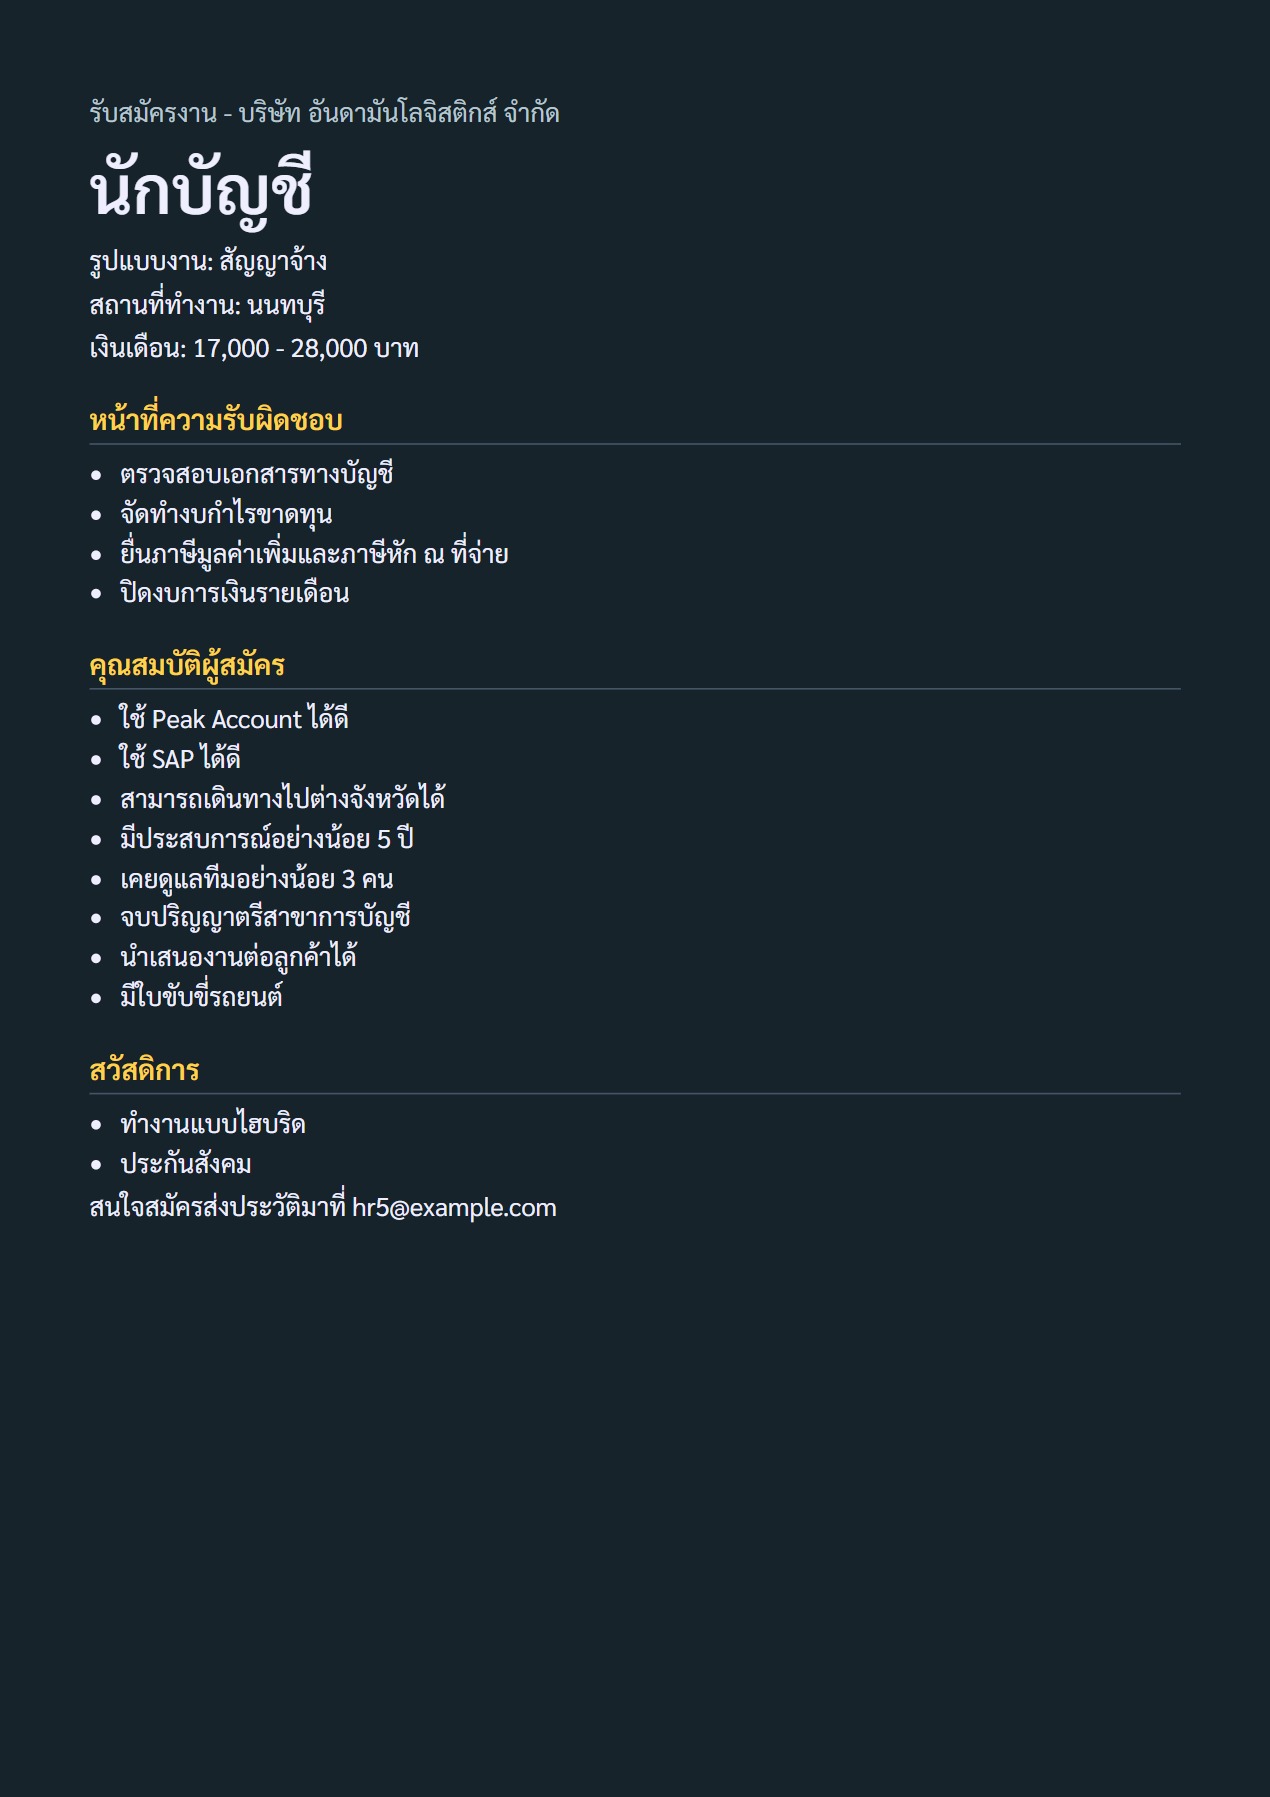 รับสมัครงาน - บริษัท อันดามันโลจิสติกส์ จำกัด
นักบัญชี
รูปแบบงาน: สัญญาจ้าง
สถานที่ทำงาน: นนทบุรี
เงินเดือน: 17,000 - 28,000 บาท
หน้าที่ความรับผิดชอบ
• ตรวจสอบเอกสารทางบัญชี
• จัดทำงบกำไรขาดทุน
• ยื่นภาษีมูลค่าเพิ่มและภาษีหัก ณ ที่จ่าย
• ปิดงบการเงินรายเดือน
คุณสมบัติผู้สมัคร
• ใช้ Peak Account ได้ดี
• ใช้ SAP ได้ดี
• สามารถเดินทางไปต่างจังหวัดได้
• มีประสบการณ์อย่างน้อย 5 ปี
• เคยดูแลทีมอย่างน้อย 3 คน
• จบปริญญาตรีสาขาการบัญชี
• นำเสนองานต่อลูกค้าได้
• มีใบขับขี่รถยนต์
สวัสดิการ
• ทำงานแบบไฮบริด
• ประกันสังคม
สนใจสมัครส่งประวัติมาที่ hr5@example.com